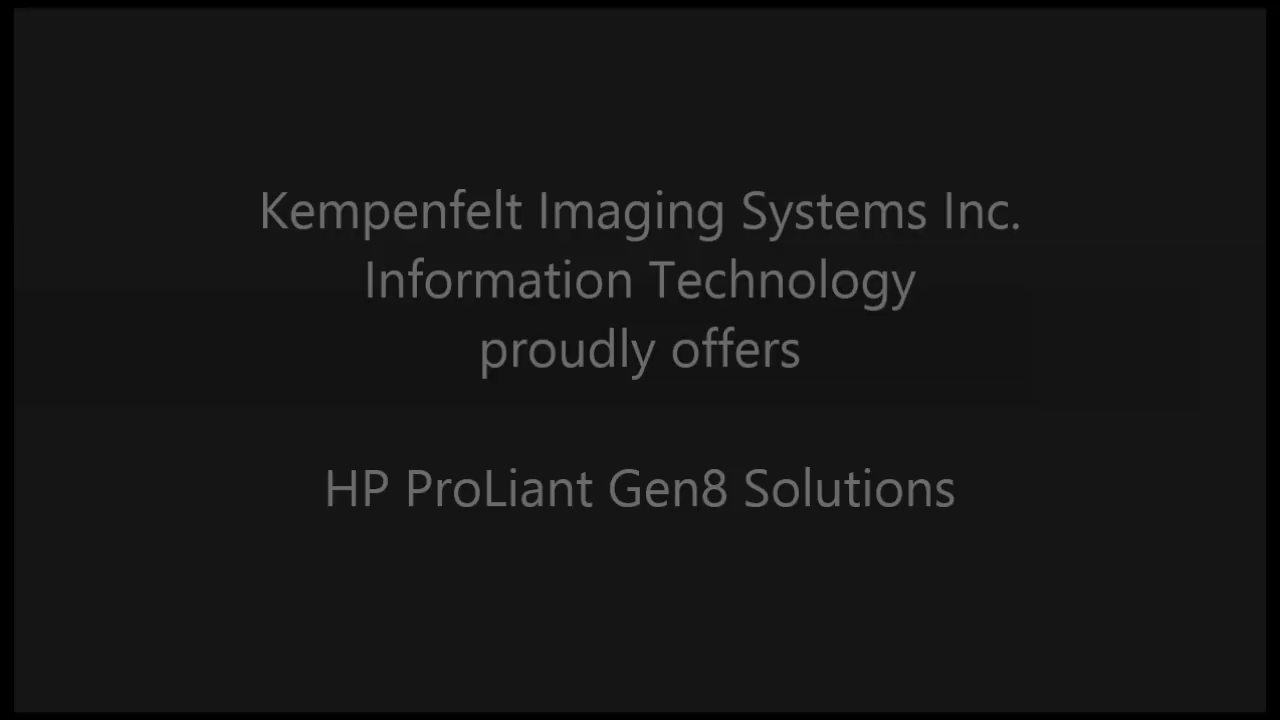 Kempenfelt Imaging Systems Inc.
Information Technology
proudly offers
HP ProLiant Gen8 Solutions